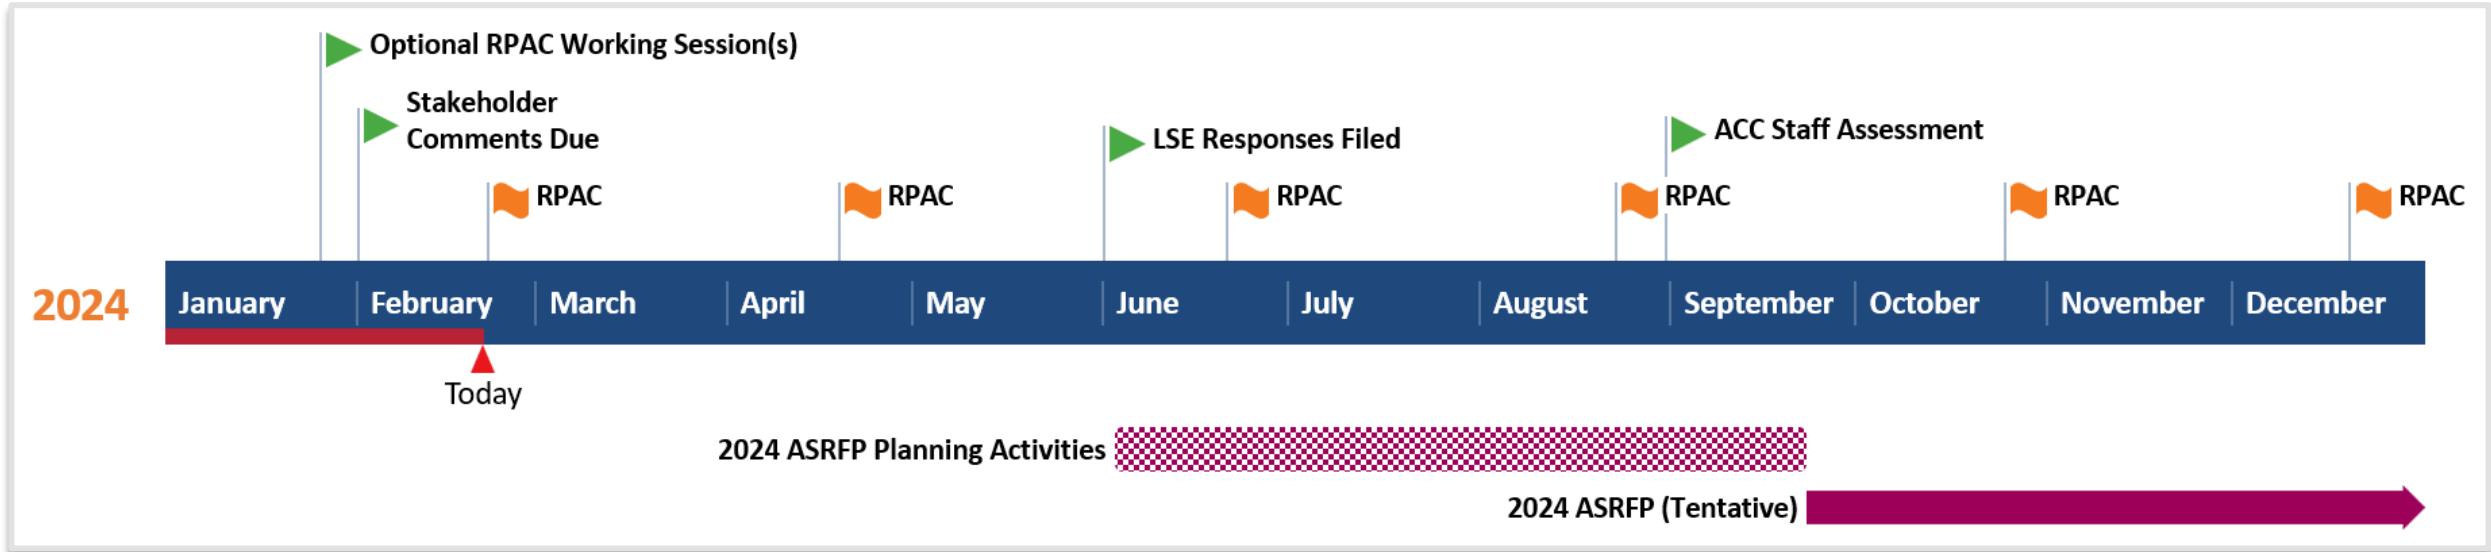 Optional RPAC Working Session(s)
Stakeholder
Comments Due
LSE Responses Filed
ACC Staff Assessment
RPAC
RPAC
RPAC
RPAC
RPAC
RPAC
2024
January
February
March
April
May
June
July
August
September
October
November
December
Today
2024 ASRFP Planning Activities
2024 ASRFP (Tentative)